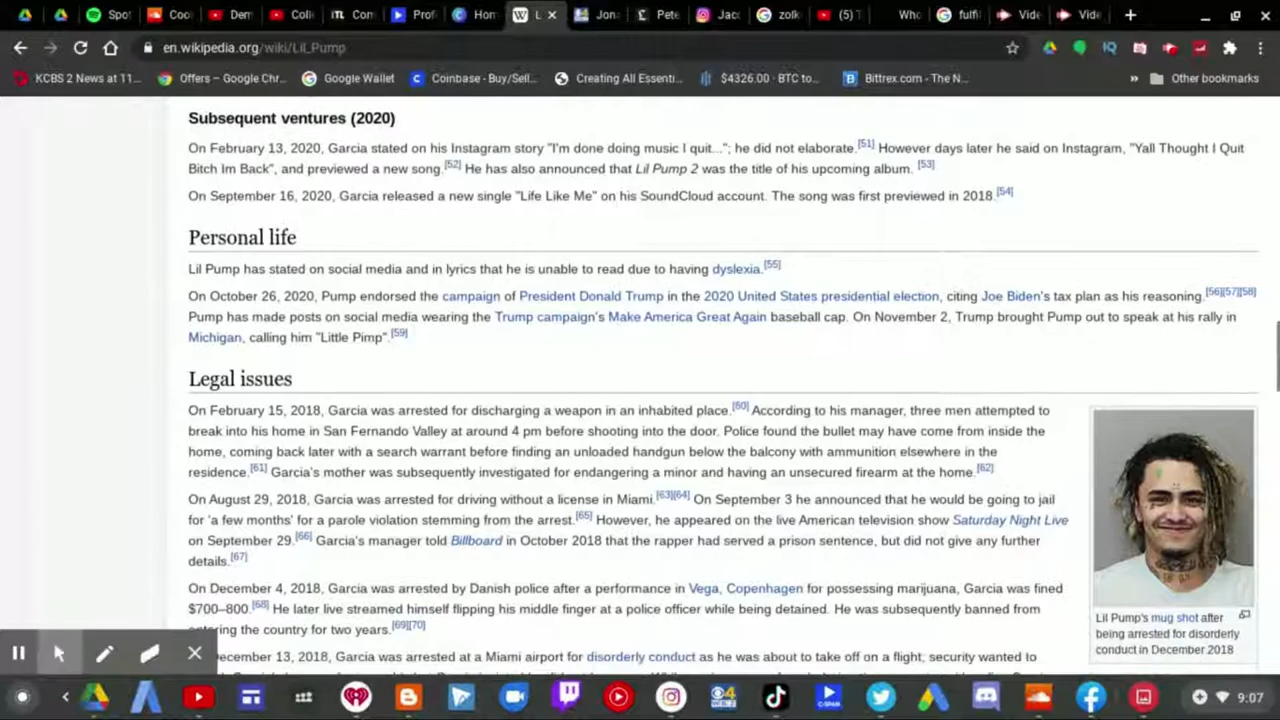 Spot
Coo
Dem
Coll
Com
Prof
Hom
L
Jona
Pete
Jacc
zolk
(5) T
Who
fulfil
Vide
Vide
en.wikipedia.org/wiki/Lil_Pump
KCBS 2 News at 11...
Offers – Google Chr...
Google Wallet
Coinbase - Buy/Sell...
Creating All Essenti...
$4326.00 · BTC to...
Bittrex.com - The N...
» Other bookmarks
Subsequent ventures (2020)
On February 13, 2020, Garcia stated on his Instagram story "I'm done doing music I quit..."; he did not elaborate.[51] However days later he said on Instagram, "Yall Thought I Quit
Bitch Im Back", and previewed a new song.[52] He has also announced that Lil Pump 2 was the title of his upcoming album. [53]
On September 16, 2020, Garcia released a new single "Life Like Me" on his SoundCloud account. The song was first previewed in 2018.[54]
Personal life
Lil Pump has stated on social media and in lyrics that he is unable to read due to having dyslexia.[55]
On October 26, 2020, Pump endorsed the campaign of President Donald Trump in the 2020 United States presidential election, citing Joe Biden's tax plan as his reasoning.[56][57][58]
Pump has made posts on social media wearing the Trump campaign's Make America Great Again baseball cap. On November 2, Trump brought Pump out to speak at his rally in
Michigan, calling him "Little Pimp".[59]
Legal issues
On February 15, 2018, Garcia was arrested for discharging a weapon in an inhabited place.[60] According to his manager, three men attempted to
break into his home in San Fernando Valley at around 4 pm before shooting into the door. Police found the bullet may have come from inside the
home, coming back later with a search warrant before finding an unloaded handgun below the balcony with ammunition elsewhere in the
residence.[61] Garcia's mother was subsequently investigated for endangering a minor and having an unsecured firearm at the home.[62]
On August 29, 2018, Garcia was arrested for driving without a license in Miami.[63][64] On September 3 he announced that he would be going to jail
for 'a few months' for a parole violation stemming from the arrest.[65] However, he appeared on the live American television show Saturday Night Live
on September 29.[66] Garcia's manager told Billboard in October 2018 that the rapper had served a prison sentence, but did not give any further
details.[67]
On December 4, 2018, Garcia was arrested by Danish police after a performance in Vega, Copenhagen for possessing marijuana, Garcia was fined
$700–800.[68] He later live streamed himself flipping his middle finger at a police officer while being detained. He was subsequently banned from
entering the country for two years.[69][70]
December 13, 2018, Garcia was arrested at a Miami airport for disorderly conduct as he was about to take off on a flight; security wanted to
Lil Pump's mug shot after
being arrested for disorderly
conduct in December 2018
9:07